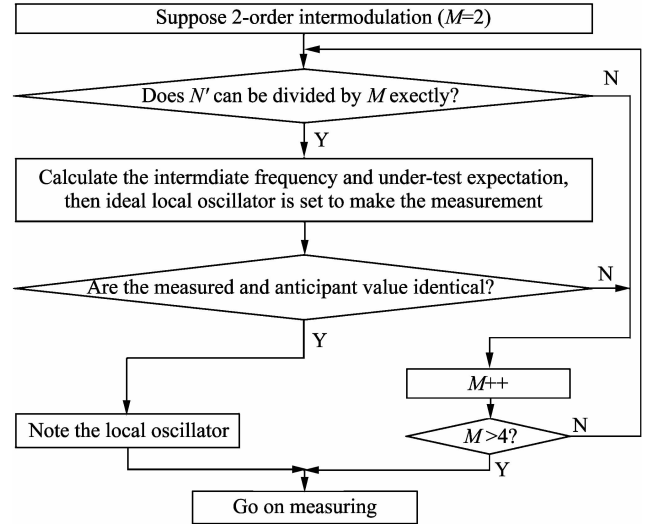 Suppose 2-order intermodulation (M=2)
N
Does N' can be divided by M exectly?
Y
Calculate the intermdiate frequency and under-test expectation,
then ideal local oscillator is set to make the measurement
N
Are the measured and anticipant value identical?
Y
M++
Note the local oscillator
M>4?
N
Y
Go on measuring